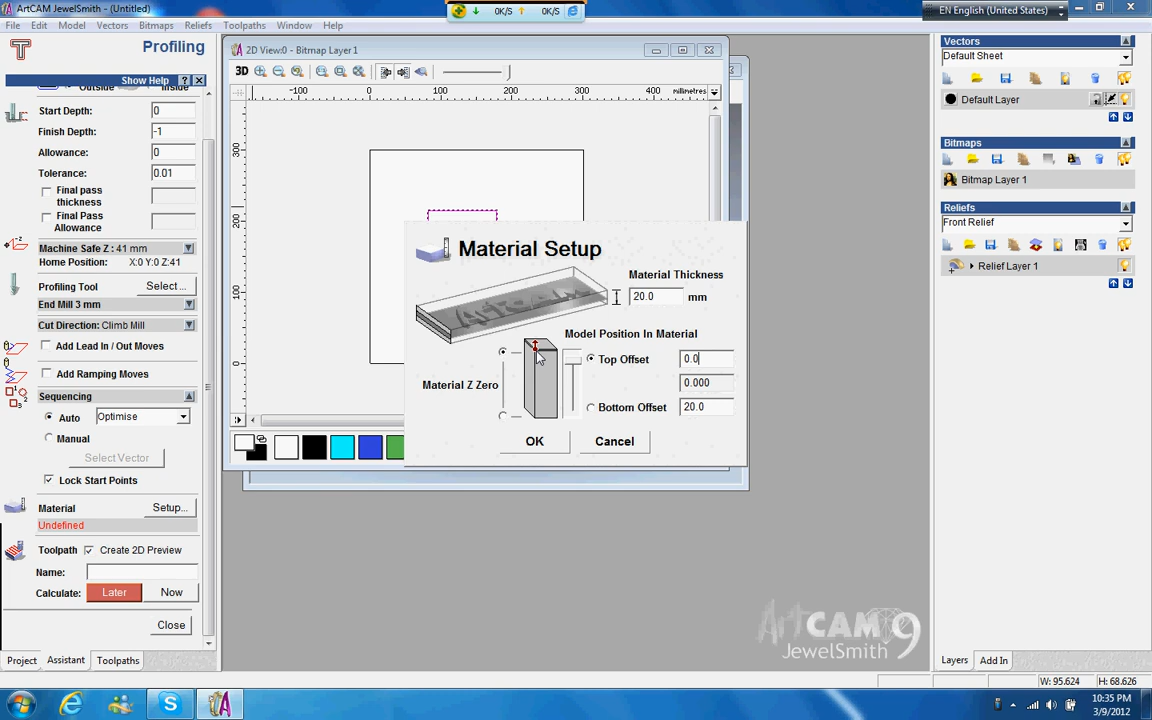 ArtCAM JewelSmith - (Untitled)
0K/S 0K/S
EN English (United States)
File Edit Model Vectors Bitmaps Reliefs Toolpaths Window Help
Profiling
Show Help ? X
Outside Inside
Start Depth: 0
Finish Depth: -1
Allowance: 0
Tolerance: 0.01
Final pass
thickness
Final Pass
Allowance:
Machine Safe Z : 41 mm
Home Position: X:0 Y:0 Z:41
Profiling Tool Select...
End Mill 3 mm
Cut Direction: Climb Mill
Add Lead In / Out Moves
Add Ramping Moves
Sequencing
Auto Optimise
Manual
Select Vector
Lock Start Points
Material Setup...
Undefined
Toolpath Create 2D Preview
Name:
Calculate: Later Now
Close
Project Assistant Toolpaths
2D View:0 - Bitmap Layer 1
3D
-100 0 100 200 300 400 millimetres
300
200
100
0
Material Setup
ArtCAM
Material Thickness
20.0 mm
Model Position In Material
Top Offset 0.0
Material Z Zero
0.000
Bottom Offset 20.0
OK Cancel
Vectors
Default Sheet
Default Layer
Bitmaps
Bitmap Layer 1
Reliefs
Front Relief
Relief Layer 1
ArtCAM 9
JewelSmith
Layers Add In
W: 95.624 H: 68.626
10:35 PM
3/9/2012